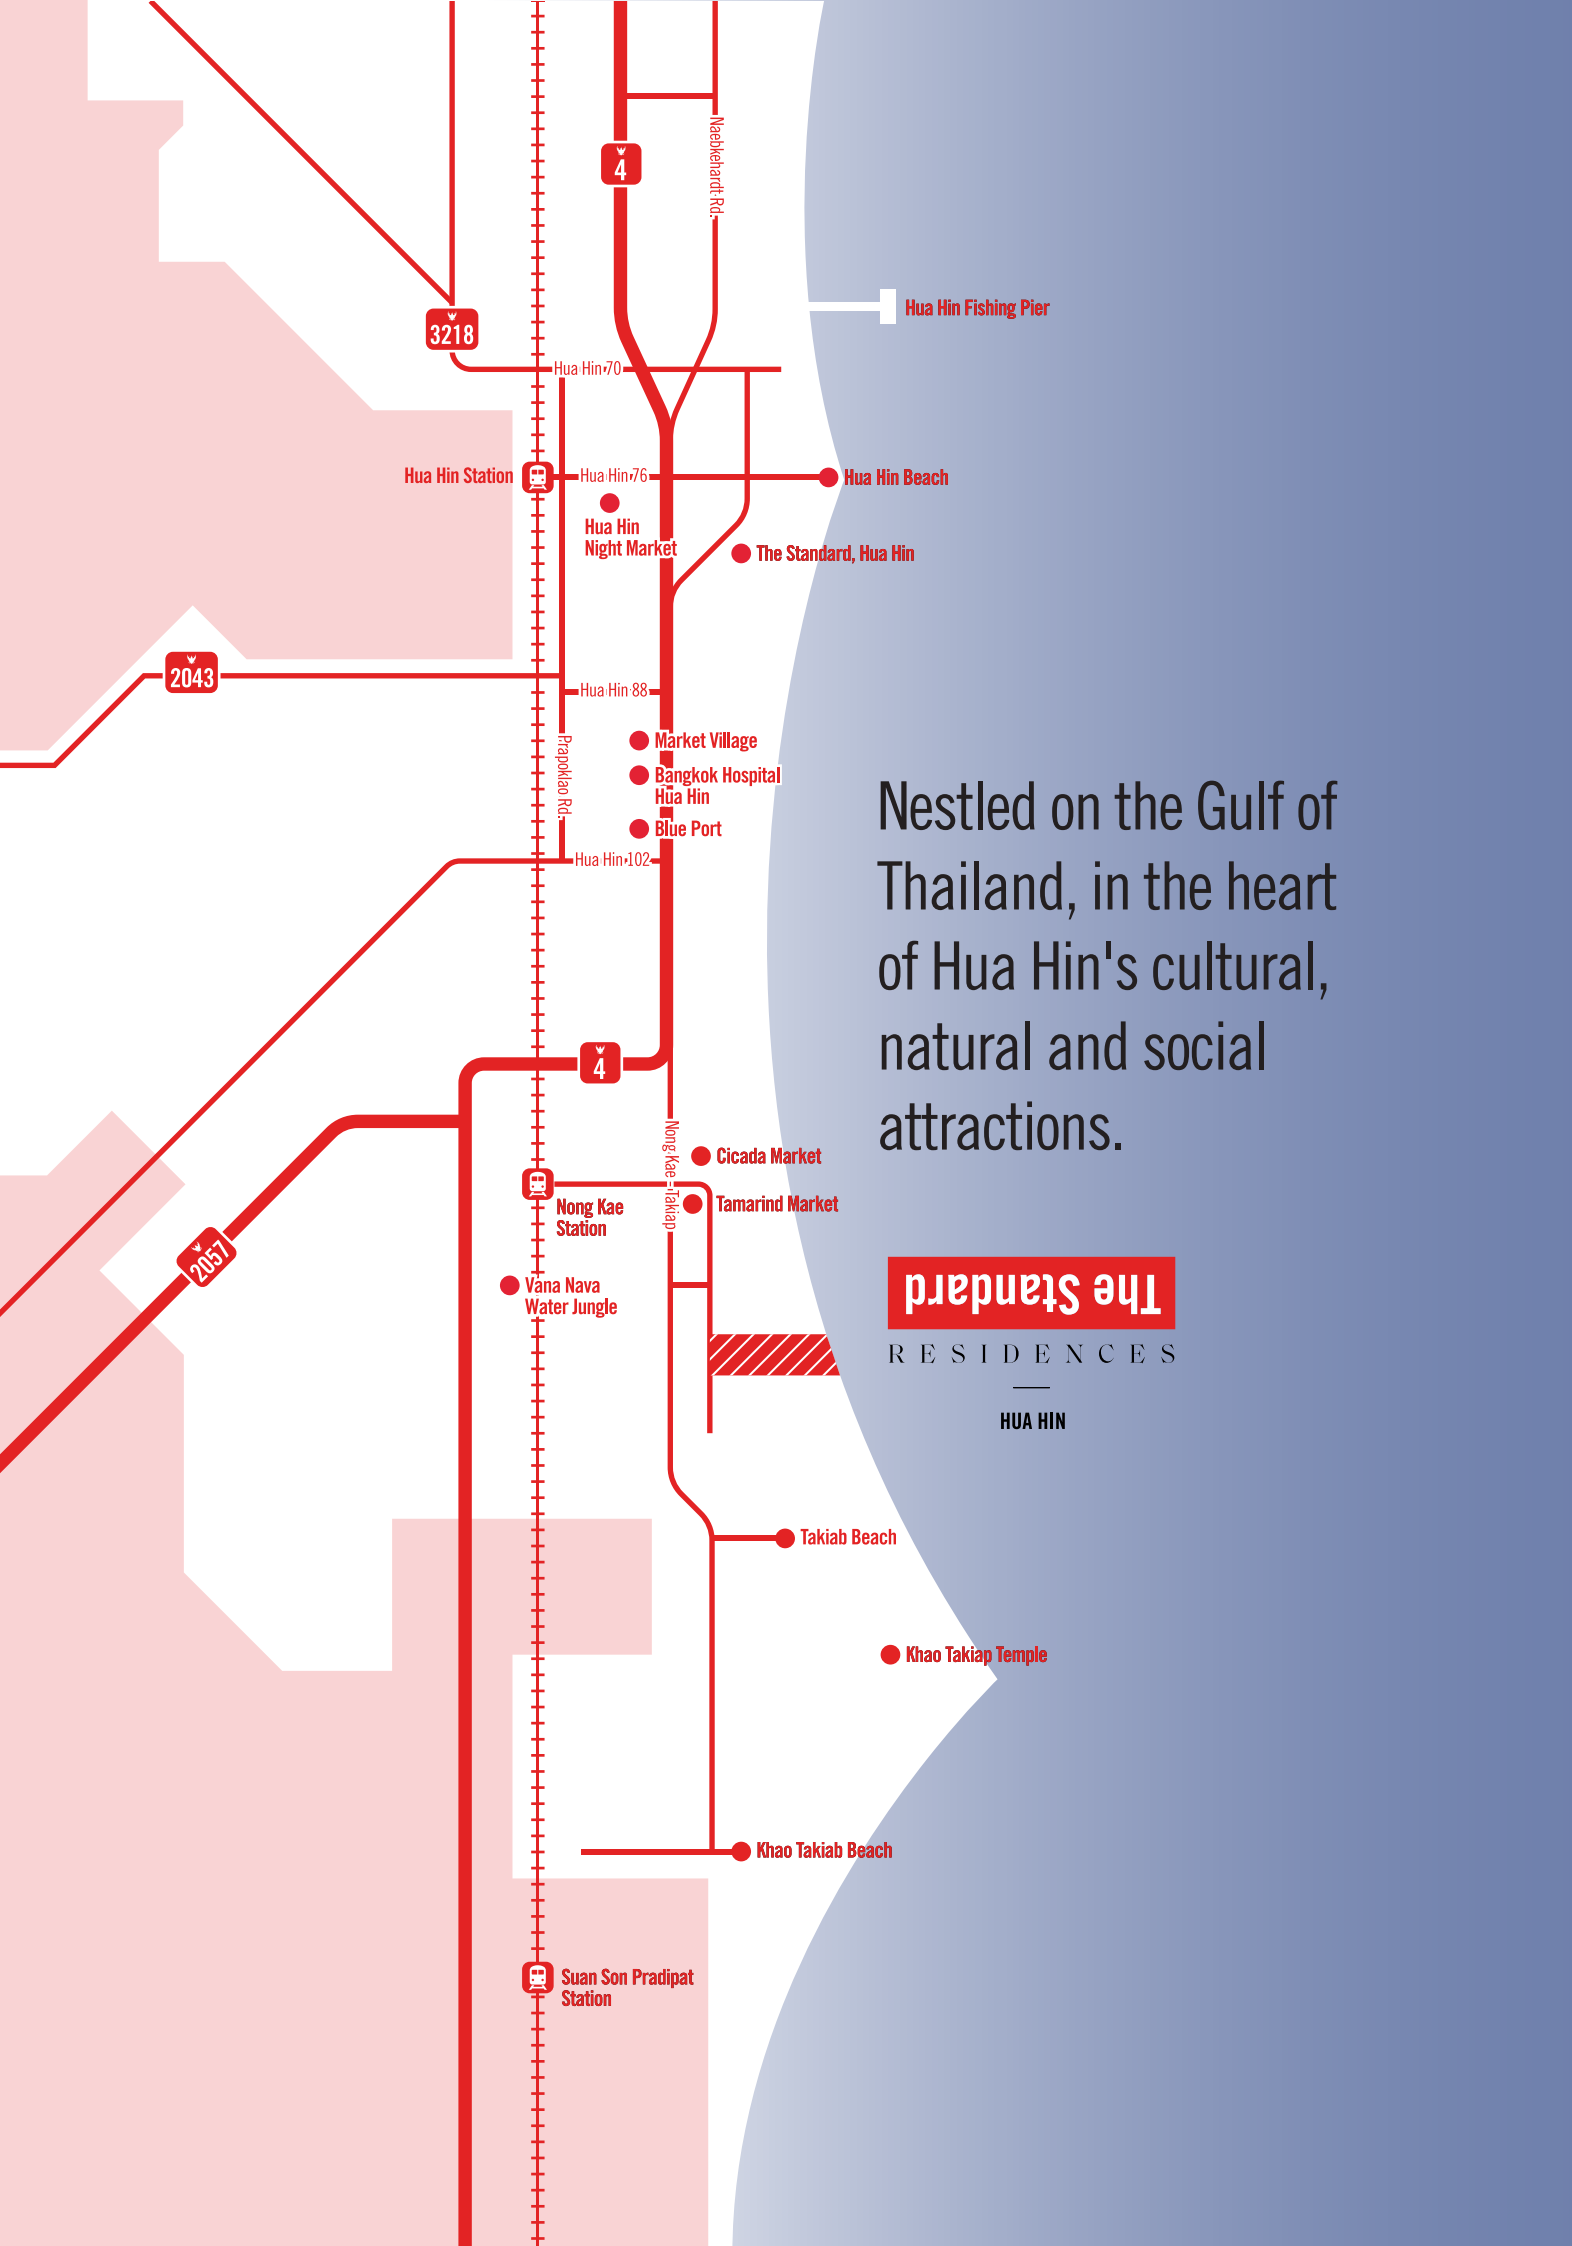 4
Naebkehardt Rd.
Hua Hin Fishing Pier
3218
Hua Hin 70
Hua Hin Station
Hua Hin 76
Hua Hin Beach
Hua Hin
Night Market
The Standard, Hua Hin
2043
Hua Hin 88
Prapoklao Rd.
Market Village
Bangkok Hospital
Hua Hin
Blue Port
Hua Hin 102
Nestled on the Gulf of
Thailand, in the heart
of Hua Hin's cultural,
natural and social
attractions.
4
Nong Kae - Takiap
Cicada Market
Tamarind Market
Nong Kae
Station
2057
Vana Nava
Water Jungle
The Standard
RESIDENCES
HUA HIN
Takiab Beach
Khao Takiap Temple
Khao Takiab Beach
Suan Son Pradipat
Station